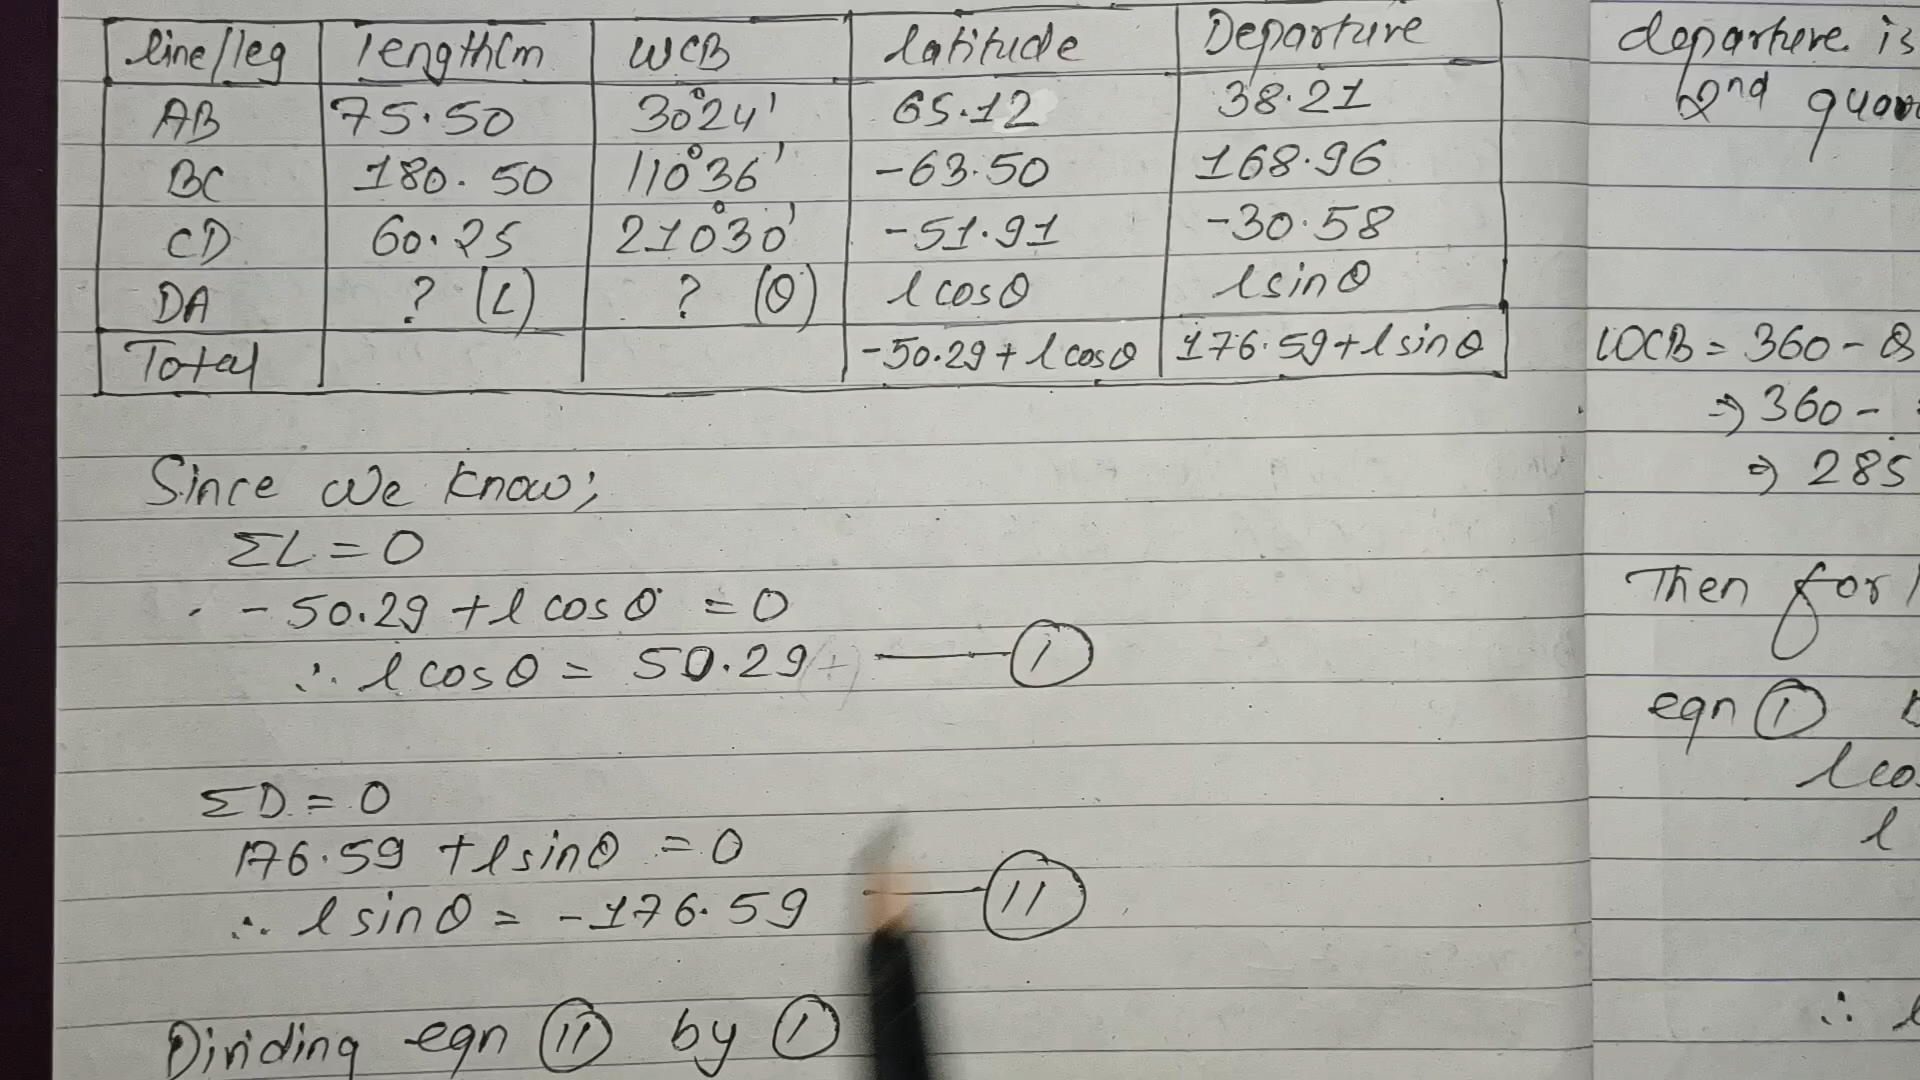 line/leg length(m WCB latitude Departure
AB 75.50 30°24' 65.12 38.21
BC 180.50 110°36' -63.50 168.96
CD 60.25 210°30' -51.91 -30.58
DA ? (L) ? (θ) l cosθ l sinθ
Total -50.29 + l cosθ 176.59 + l sinθ
Since we know;
ΣL = 0
- 50.29 + l cosθ = 0
∴ l cosθ = 50.29 — (I)
ΣD = 0
176.59 + l sinθ = 0
∴ l sinθ = -176.59 — (II)
Dividing eqn (II) by (I)
departure is
2nd
WCB = 360 - θ
⇒ 360 -
⇒ 285
Then for
eqn (I)
l cos
l
∴ l